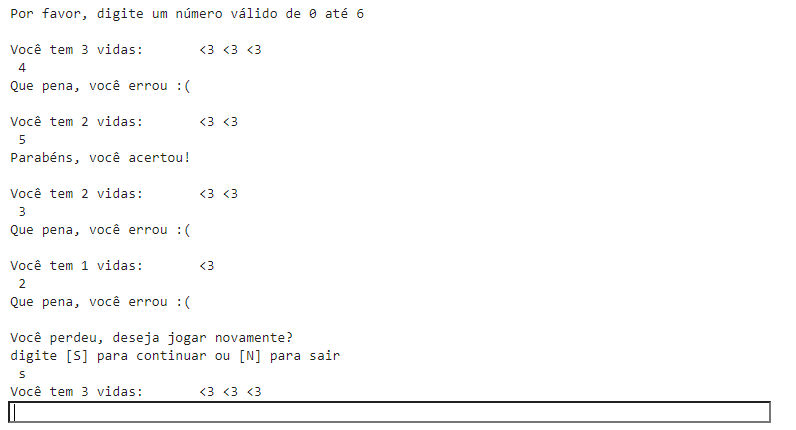 Por favor, digite um número válido de 0 até 6
Você tem 3 vidas: <3 <3 <3
4
Que pena, você errou :(
Você tem 2 vidas: <3 <3
5
Parabéns, você acertou!
Você tem 2 vidas: <3 <3
3
Que pena, você errou :(
Você tem 1 vidas: <3
2
Que pena, você errou :(
Você perdeu, deseja jogar novamente?
digite [S] para continuar ou [N] para sair
s
Você tem 3 vidas: <3 <3 <3